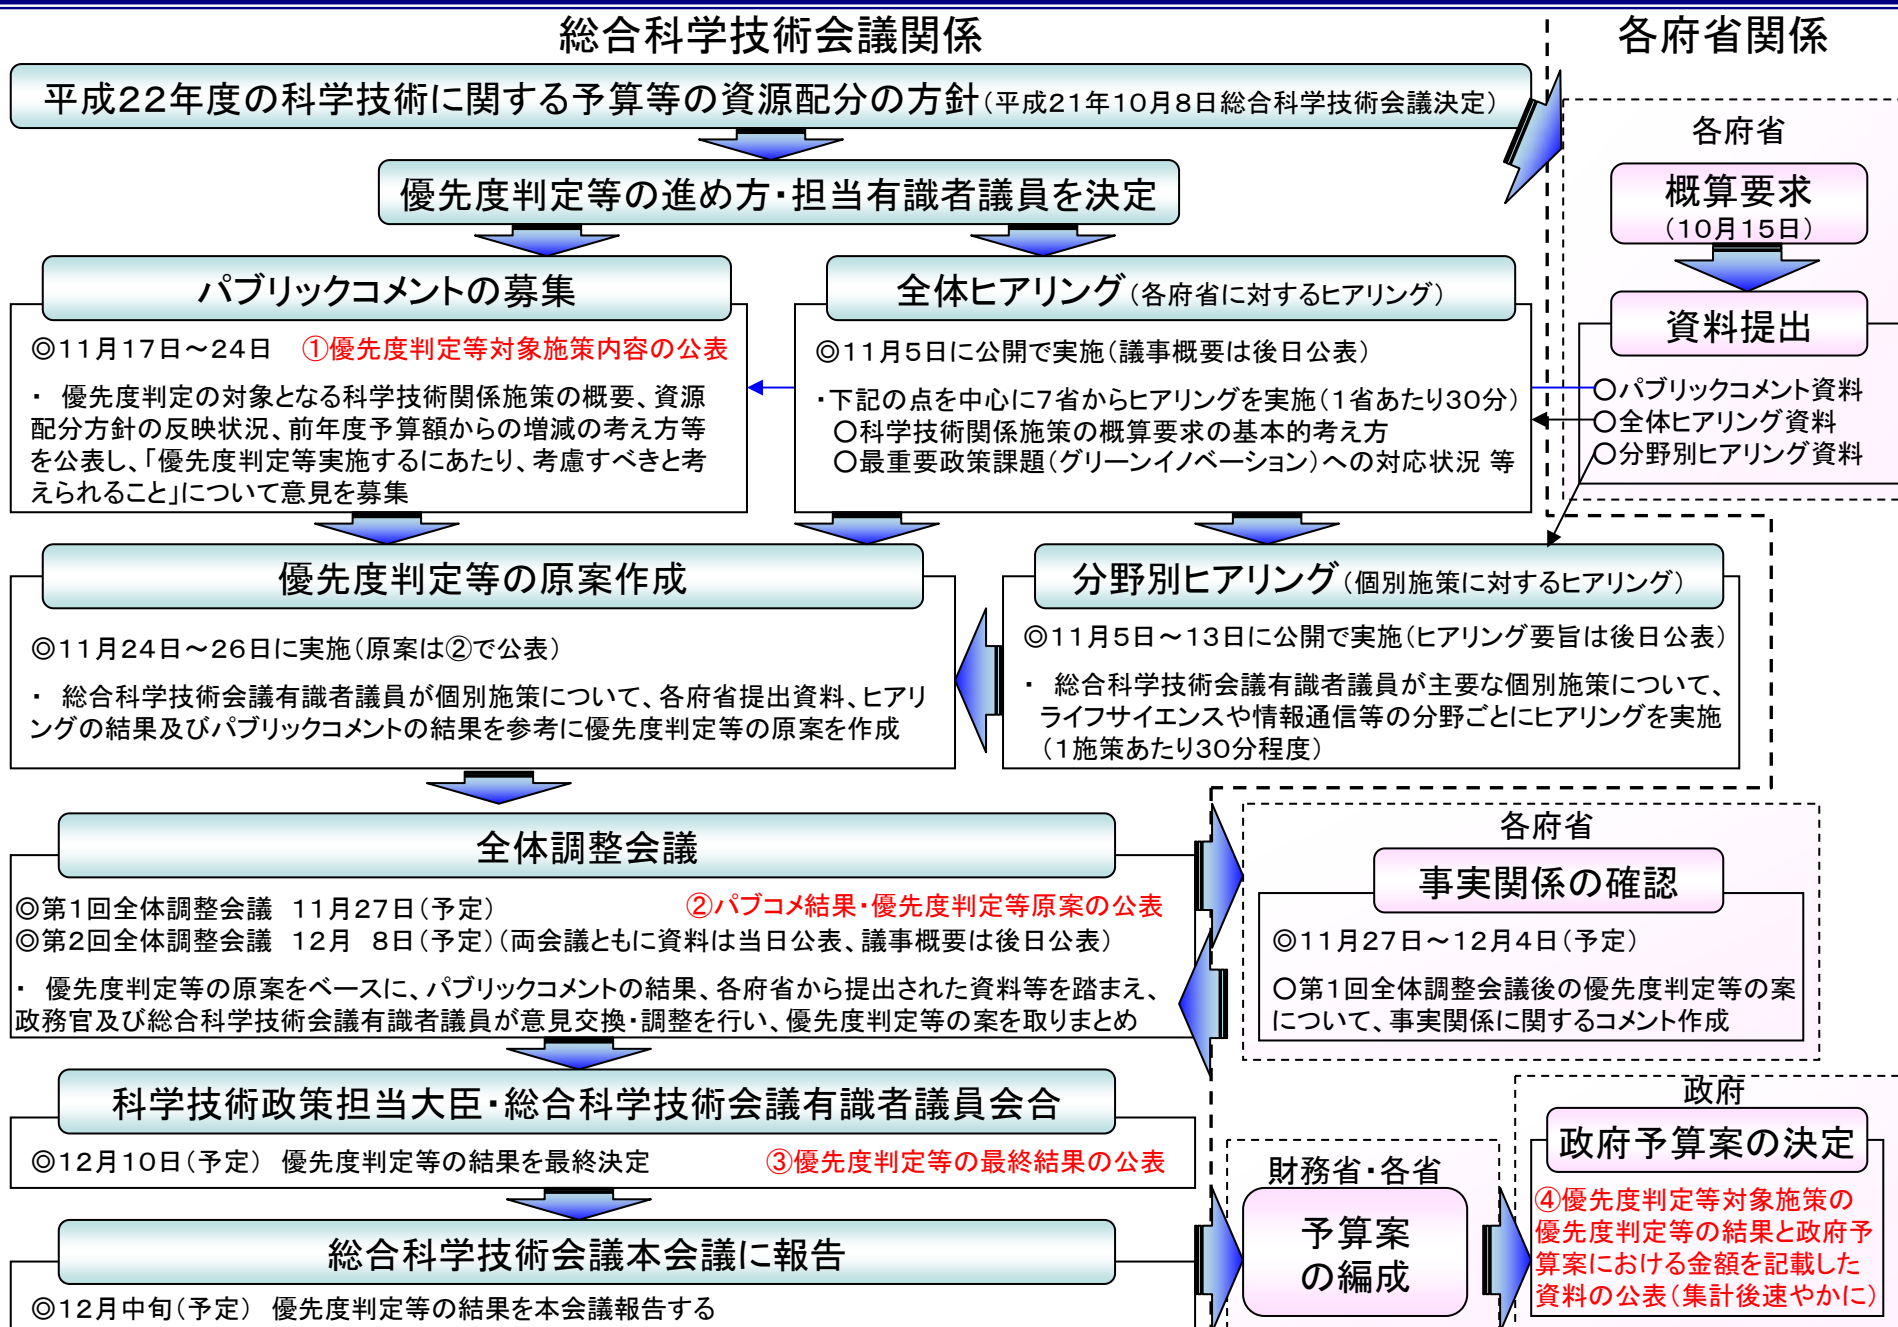 総合科学技術会議関係
各府省関係
平成22年度の科学技術に関する予算等の資源配分の方針(平成21年10月8日総合科学技術会議決定)
優先度判定等の進め方・担当有識者議員を決定
各府省
概算要求
(10月15日)
資料提出
○パブリックコメント資料
○全体ヒアリング資料
○分野別ヒアリング資料
パブリックコメントの募集
◎11月17日～24日 ①優先度判定等対象施策内容の公表
・ 優先度判定の対象となる科学技術関係施策の概要、資源
配分方針の反映状況、前年度予算額からの増減の考え方等
を公表し、「優先度判定等実施するにあたり、考慮すべきと考
えられること」について意見を募集
全体ヒアリング(各府省に対するヒアリング)
◎11月5日に公開で実施(議事概要は後日公表)
・下記の点を中心に7省からヒアリングを実施(1省あたり30分)
○科学技術関係施策の概算要求の基本的考え方
○最重要政策課題(グリーンイノベーション)への対応状況 等
優先度判定等の原案作成
◎11月24日～26日に実施(原案は②で公表)
・ 総合科学技術会議有識者議員が個別施策について、各府省提出資料、ヒアリ
ングの結果及びパブリックコメントの結果を参考に優先度判定等の原案を作成
分野別ヒアリング(個別施策に対するヒアリング)
◎11月5日～13日に公開で実施(ヒアリング要旨は後日公表)
・ 総合科学技術会議有識者議員が主要な個別施策について、
ライフサイエンスや情報通信等の分野ごとにヒアリングを実施
(1施策あたり30分程度)
全体調整会議
◎第1回全体調整会議 11月27日(予定) ②パブコメ結果・優先度判定等原案の公表
◎第2回全体調整会議 12月 8日(予定)(両会議ともに資料は当日公表、議事概要は後日公表)
・ 優先度判定等の原案をベースに、パブリックコメントの結果、各府省から提出された資料等を踏まえ、
政務官及び総合科学技術会議有識者議員が意見交換・調整を行い、優先度判定等の案を取りまとめ
各府省
事実関係の確認
◎11月27日～12月4日(予定)
○第1回全体調整会議後の優先度判定等の案
について、事実関係に関するコメント作成
科学技術政策担当大臣・総合科学技術会議有識者議員会合
◎12月10日(予定) 優先度判定等の結果を最終決定 ③優先度判定等の最終結果の公表
総合科学技術会議本会議に報告
◎12月中旬(予定) 優先度判定等の結果を本会議報告する
財務省・各省
予算案
の編成
政府
政府予算案の決定
④優先度判定等対象施策の
優先度判定等の結果と政府予
算案における金額を記載した
資料の公表(集計後速やかに)